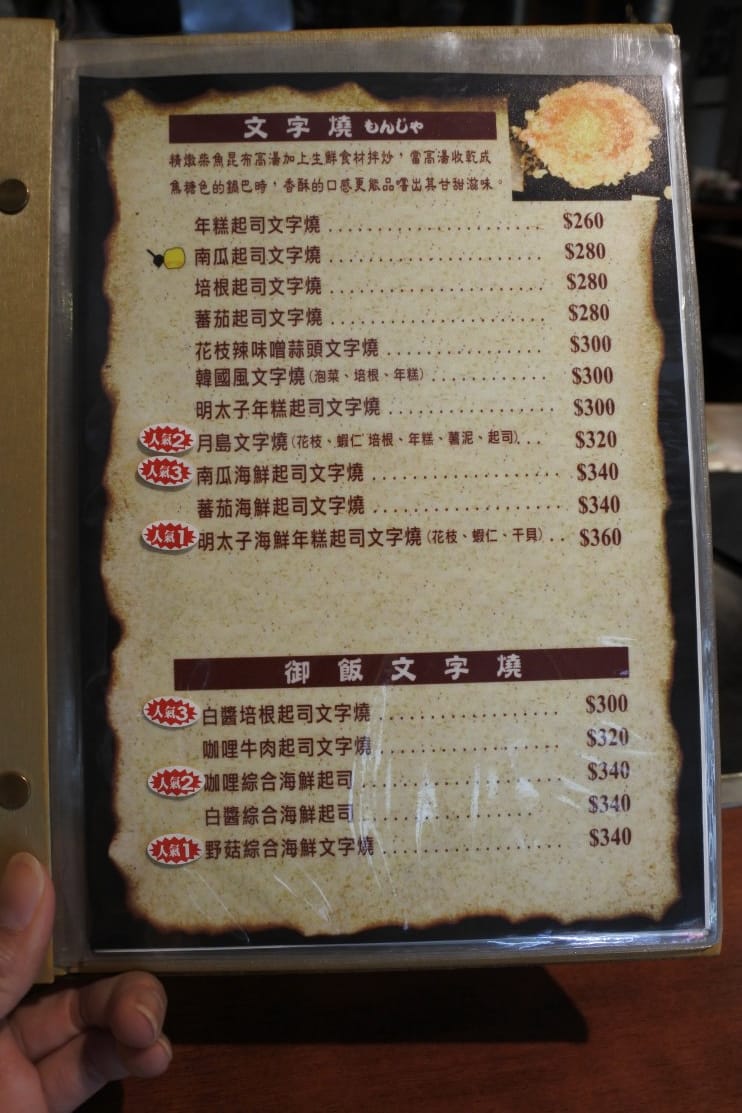 文字燒 もんじゃ
精燉柴魚昆布高湯加上生鮮食材拌炒，當高湯收乾成
焦糖色的鍋巴時，香酥的口感更能品嚐出其甘甜滋味。
年糕起司文字燒 ...................... $260
南瓜起司文字燒 ...................... $280
培根起司文字燒 ...................... $280
蕃茄起司文字燒 ...................... $280
花枝辣味噌蒜頭文字燒 ................ $300
韓國風文字燒(泡菜、培根、年糕) ............ $300
明太子年糕起司文字燒 ................ $300
人氣2 月島文字燒(花枝、蝦仁 培根、年糕、薯泥、起司)... $320
人氣3 南瓜海鮮起司文字燒 ................... $340
蕃茄海鮮起司文字燒 ................... $340
人氣1 明太子海鮮年糕起司文字燒(花枝、蝦仁、干貝).. $360
御飯文字燒
人氣3 白醬培根起司文字燒 .................. $300
咖哩牛肉起司文字燒 .................. $320
人氣2 咖哩綜合海鮮起司 .................... $340
白醬綜合海鮮起司 .................. $340
人氣1 野菇綜合海鮮文字燒 .................. $340